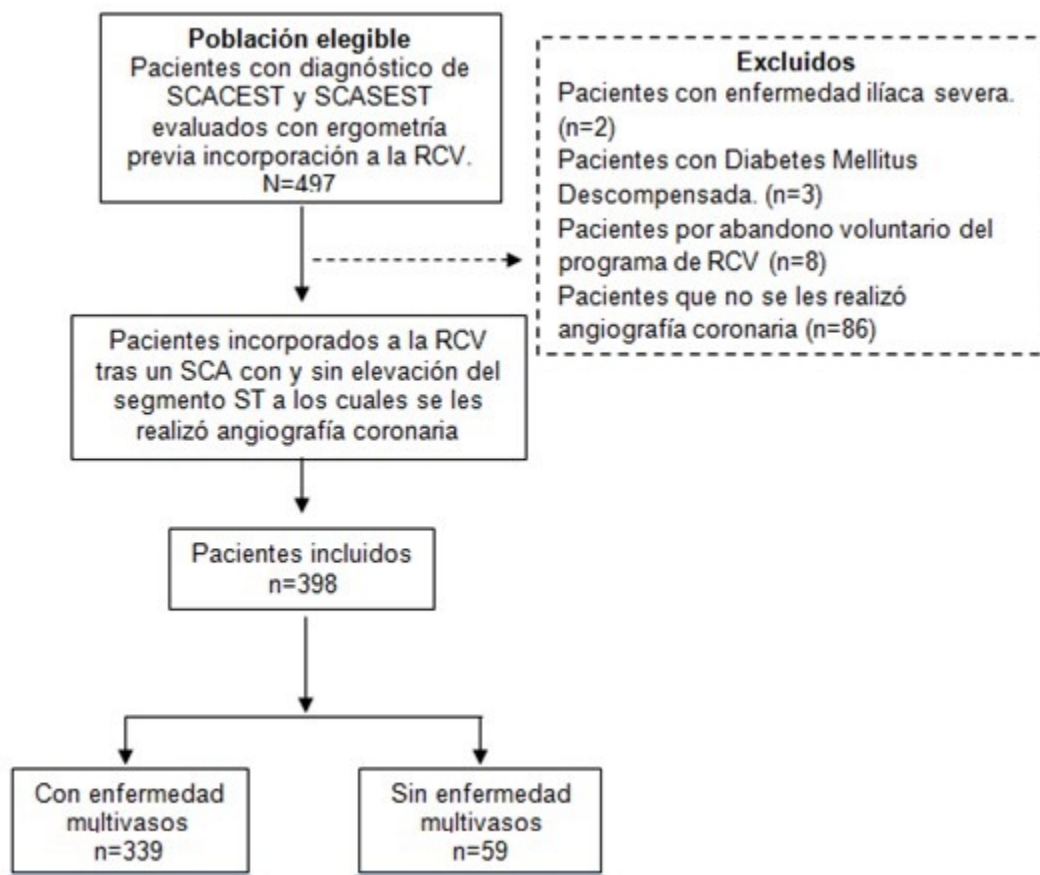 Población elegible
Pacientes con diagnóstico de
SCACEST y SCASEST
evaluados con ergometría
previa incorporación a la RCV.
N=497
Excluidos
Pacientes con enfermedad ilíaca severa.
(n=2)
Pacientes con Diabetes Mellitus
Descompensada. (n=3)
Pacientes por abandono voluntario del
programa de RCV (n=8)
Pacientes que no se les realizó
angiografía coronaria (n=86)
Pacientes incorporados a la RCV
tras un SCA con y sin elevación del
segmento ST a los cuales se les
realizó angiografía coronaria
Pacientes incluidos
n=398
Con enfermedad
multivasos
n=339
Sin enfermedad
multivasos
n=59